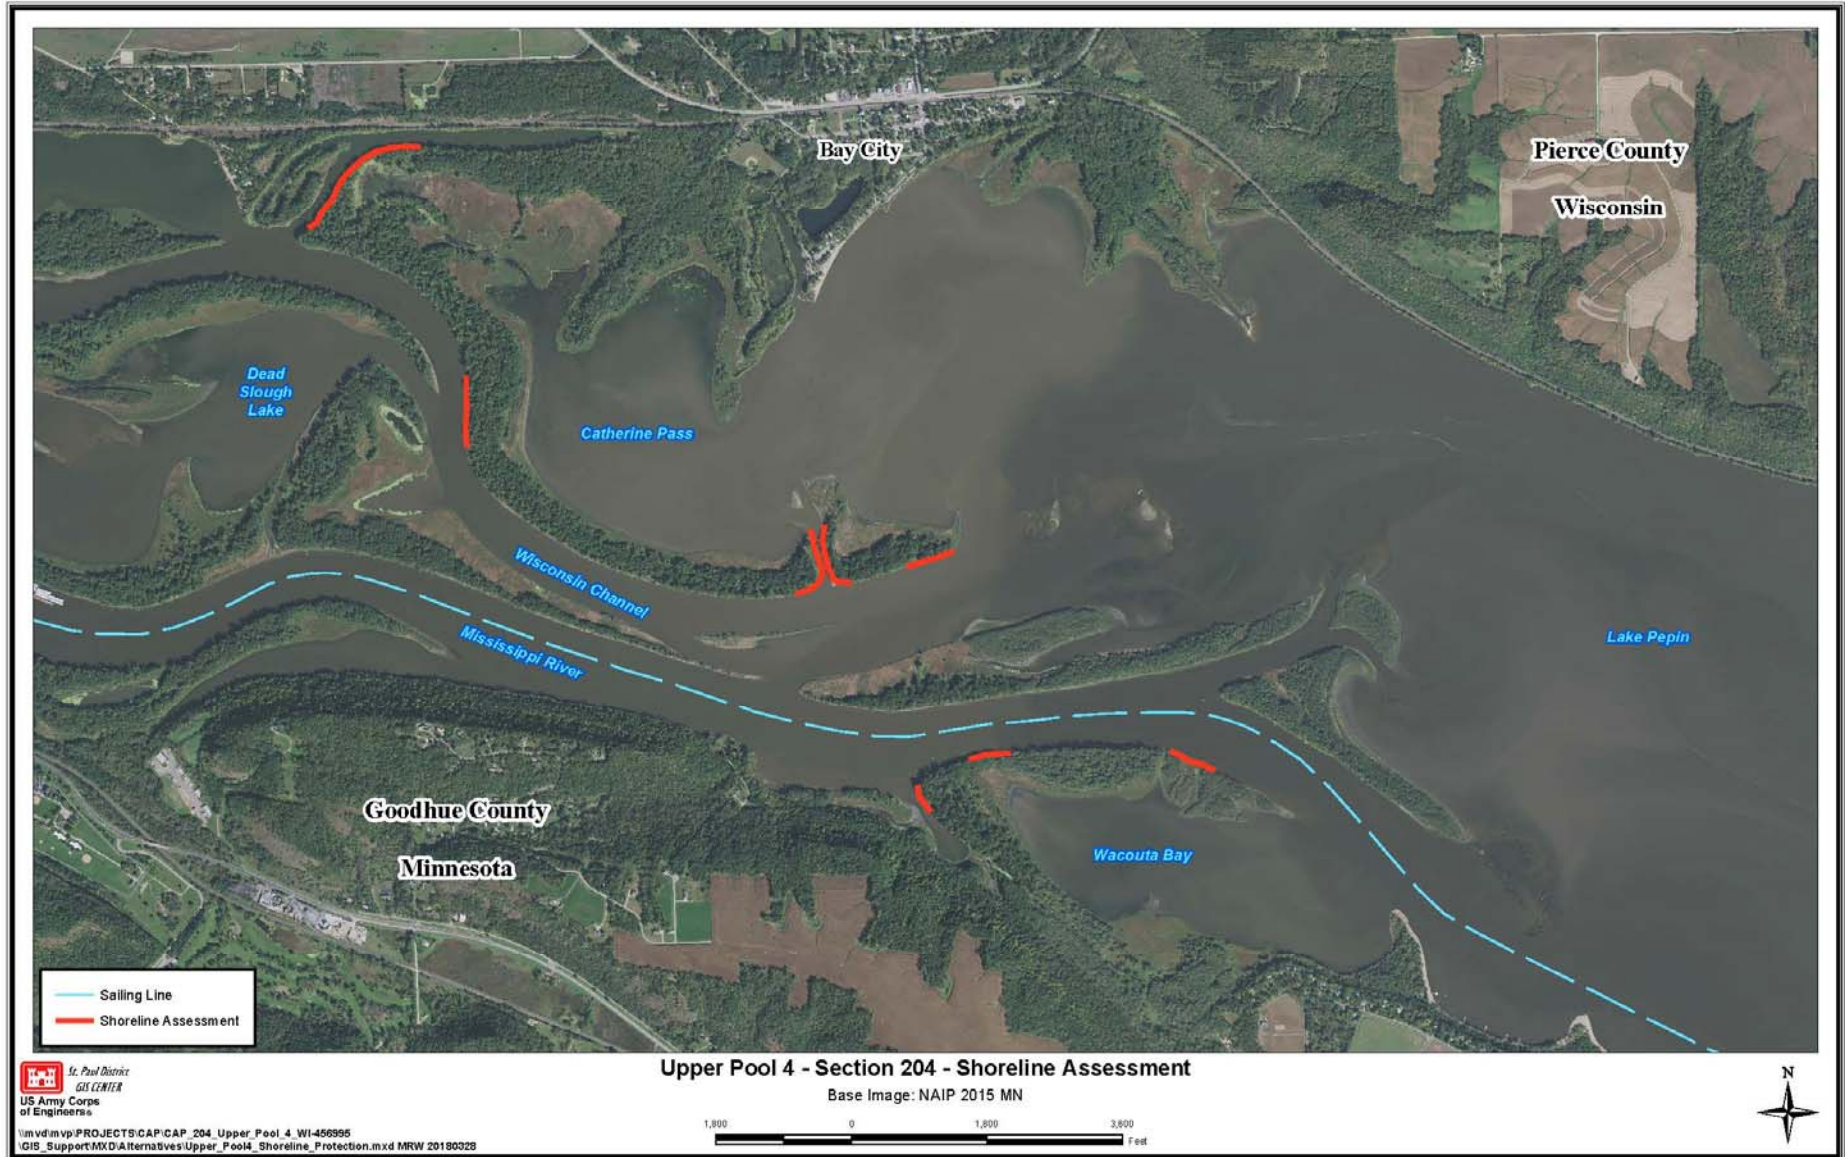 Bay City
Pierce County
Wisconsin
Dead
Slough
Lake
Catherine Pass
Wisconsin Channel
Mississippi River
Lake Pepin
Goodhue County
Minnesota
Wacouta Bay
Sailing Line
Shoreline Assessment
St. Paul District
GIS CENTER
US Army Corps
of Engineers®
\\mvd\mvp\PROJECTS\CAP\CAP_204_Upper_Pool_4_WI-456995
\GIS_Support\MXD\Alternatives\Upper_Pool4_Shoreline_Protection.mxd MRW 20180328
Upper Pool 4 - Section 204 - Shoreline Assessment
Base Image: NAIP 2015 MN
1,800 0 1,800 3,600
Feet
N